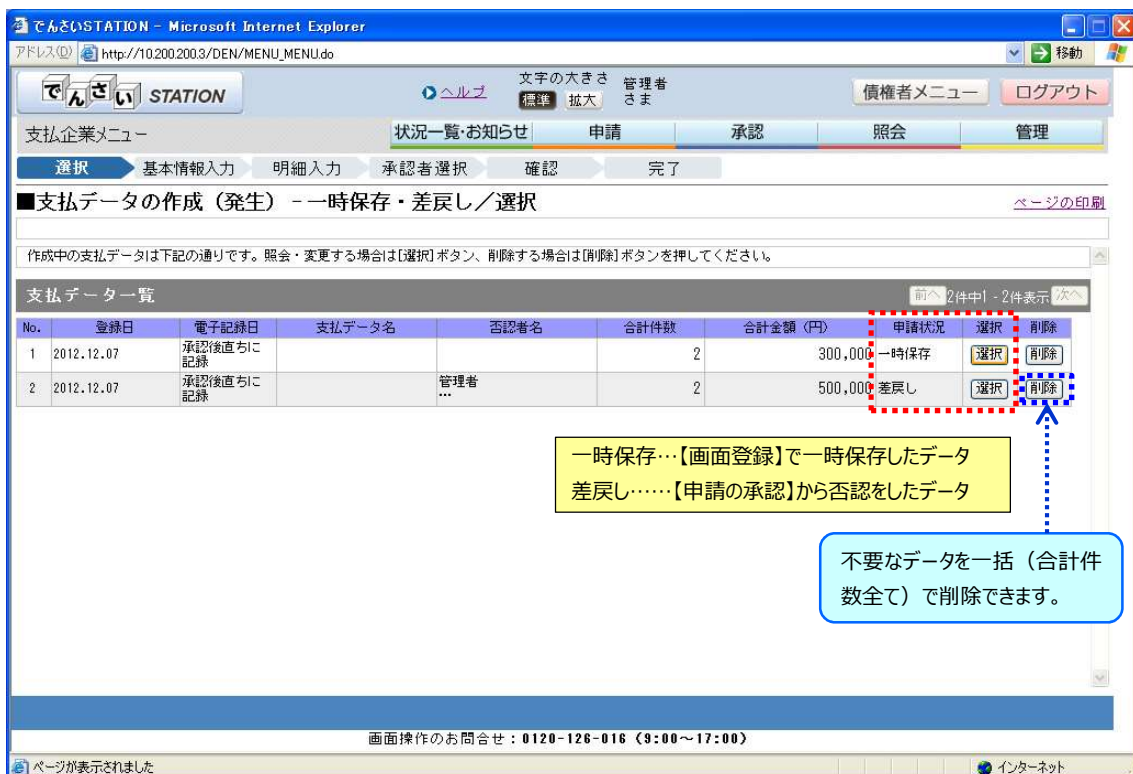 でんさいSTATION - Microsoft Internet Explorer
アドレス(D) http://10.200.200.3/DEN/MENU_MENU.do 移動
でんさい STATION ヘルプ 文字の大きさ 標準 拡大 管理者 さま 債権者メニュー ログアウト
支払企業メニュー 状況一覧・お知らせ 申請 承認 照会 管理
選択 基本情報入力 明細入力 承認者選択 確認 完了
■支払データの作成（発生） －一時保存・差戻し／選択 ページの印刷
作成中の支払データは下記の通りです。照会・変更する場合は[選択]ボタン、削除する場合は[削除]ボタンを押してください。
支払データ一覧 前へ 2件中1 - 2件表示 次へ
No. 登録日 電子記録日 支払データ名 否認者名 合計件数 合計金額（円） 申請状況 選択 削除
1 2012.12.07 承認後直ちに記録 2 300,000 一時保存 選択 削除
2 2012.12.07 承認後直ちに記録 管理者 … 2 500,000 差戻し 選択 削除
一時保存…【画面登録】で一時保存したデータ
差戻し……【申請の承認】から否認をしたデータ
不要なデータを一括（合計件
数全て）で削除できます。
画面操作のお問合せ：0120-126-016（9:00～17:00）
ページが表示されました インターネット